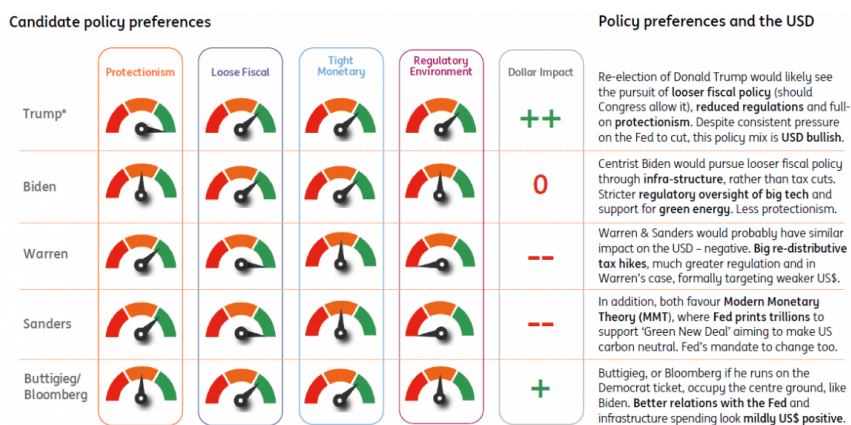 Candidate policy preferences
Policy preferences and the USD
Protectionism
Loose Fiscal
Tight
Monetary
Regulatory
Environment
Dollar Impact
Trump*
++
Re-election of Donald Trump would likely see
the pursuit of looser fiscal policy (should
Congress allow it), reduced regulations and full-
on protectionism. Despite consistent pressure
on the Fed to cut, this policy mix is USD bullish.
Biden
0
Centrist Biden would pursue looser fiscal policy
through infra-structure, rather than tax cuts.
Stricter regulatory oversight of big tech and
support for green energy. Less protectionism.
Warren
--
Warren & Sanders would probably have similar
impact on the USD – negative. Big re-distributive
tax hikes, much greater regulation and in
Warren's case, formally targeting weaker US$.
Sanders
--
In addition, both favour Modern Monetary
Theory (MMT), where Fed prints trillions to
support 'Green New Deal' aiming to make US
carbon neutral. Fed's mandate to change too.
Buttigieg/
Bloomberg
+
Buttigieg, or Bloomberg if he runs on the
Democrat ticket, occupy the centre ground, like
Biden. Better relations with the Fed and
infrastructure spending look mildly US$ positive.